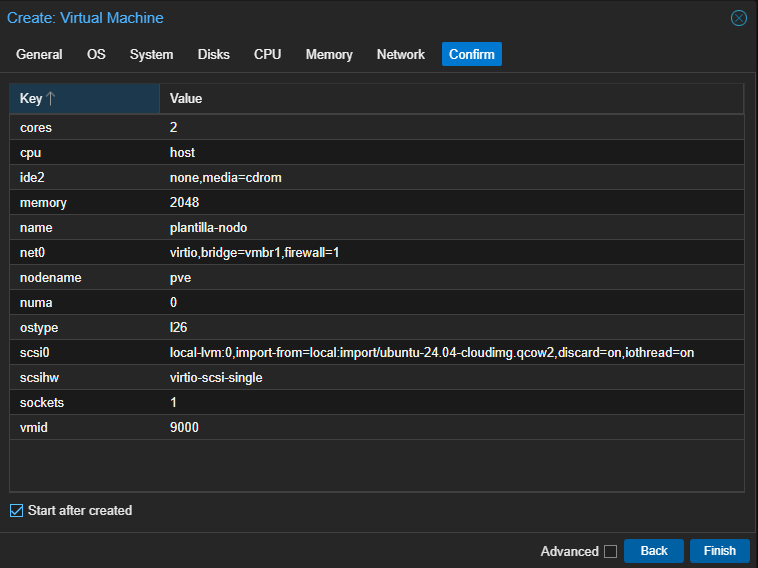 Create: Virtual Machine
General OS System Disks CPU Memory Network Confirm
Key Value
cores 2
cpu host
ide2 none,media=cdrom
memory 2048
name plantilla-nodo
net0 virtio,bridge=vmbr1,firewall=1
nodename pve
numa 0
ostype l26
scsi0 local-lvm:0,import-from=local:import/ubuntu-24.04-cloudimg.qcow2,discard=on,iothread=on
scsihw virtio-scsi-single
sockets 1
vmid 9000
Start after created
Advanced Back Finish